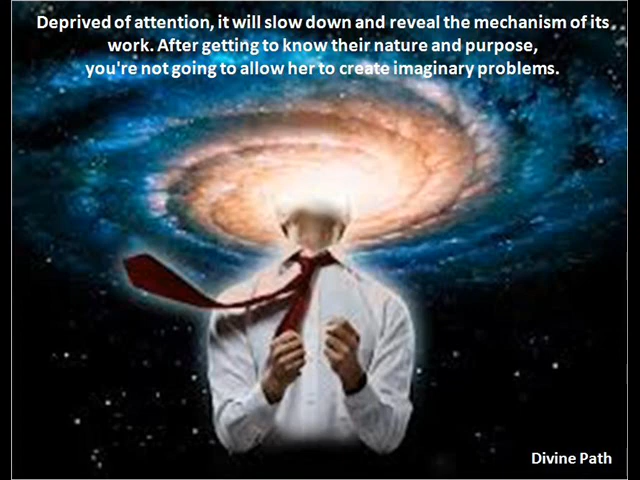 Deprived of attention, it will slow down and reveal the mechanism of its
work. After getting to know their nature and purpose,
you're not going to allow her to create imaginary problems.
Divine Path